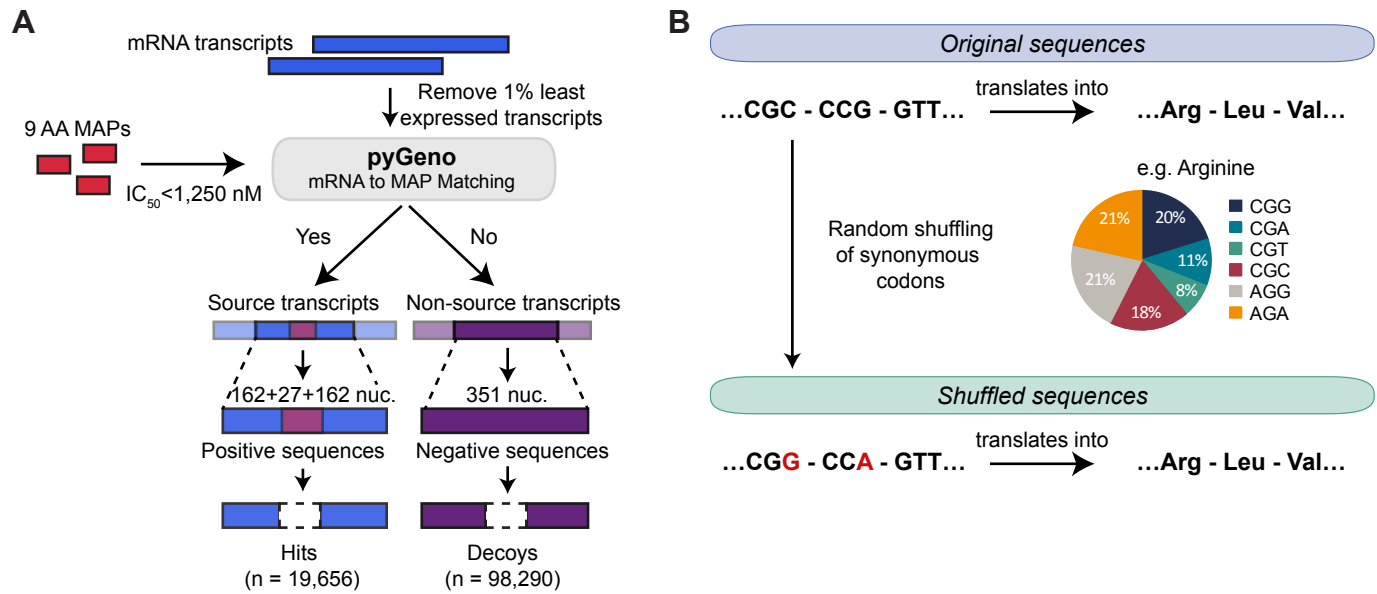 A
mRNA transcripts
Remove 1% least
expressed transcripts
9 AA MAPs
IC50<1,250 nM
pyGeno
mRNA to MAP Matching
Yes
No
Source transcripts
Non-source transcripts
162+27+162 nuc.
351 nuc.
Positive sequences
Negative sequences
Hits
(n = 19,656)
Decoys
(n = 98,290)
B
Original sequences
...CGC - CCG - GTT...
translates into
...Arg - Leu - Val...
Random shuffling
of synonymous
codons
e.g. Arginine
20%
11%
8%
18%
21%
21%
CGG
CGA
CGT
CGC
AGG
AGA
Shuffled sequences
...CGG - CCA - GTT...
translates into
...Arg - Leu - Val...